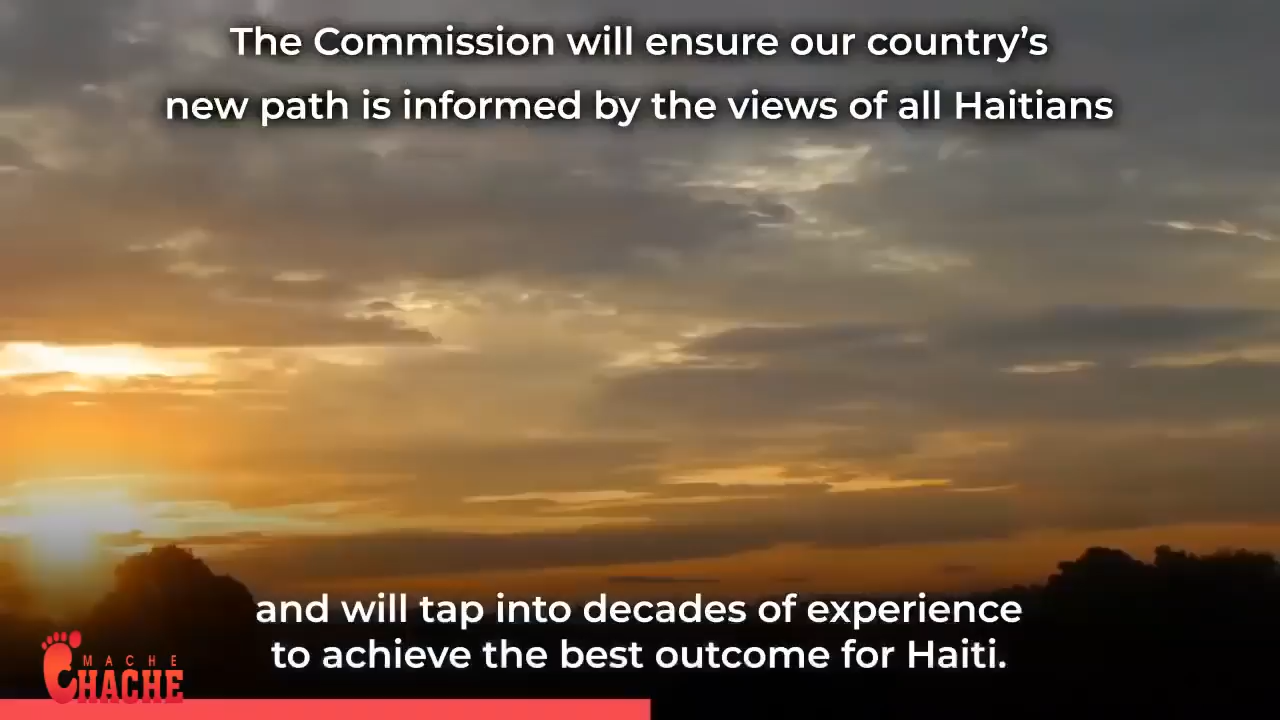 The Commission will ensure our country’s
new path is informed by the views of all Haitians
and will tap into decades of experience
to achieve the best outcome for Haiti.
MACHE
HACHE